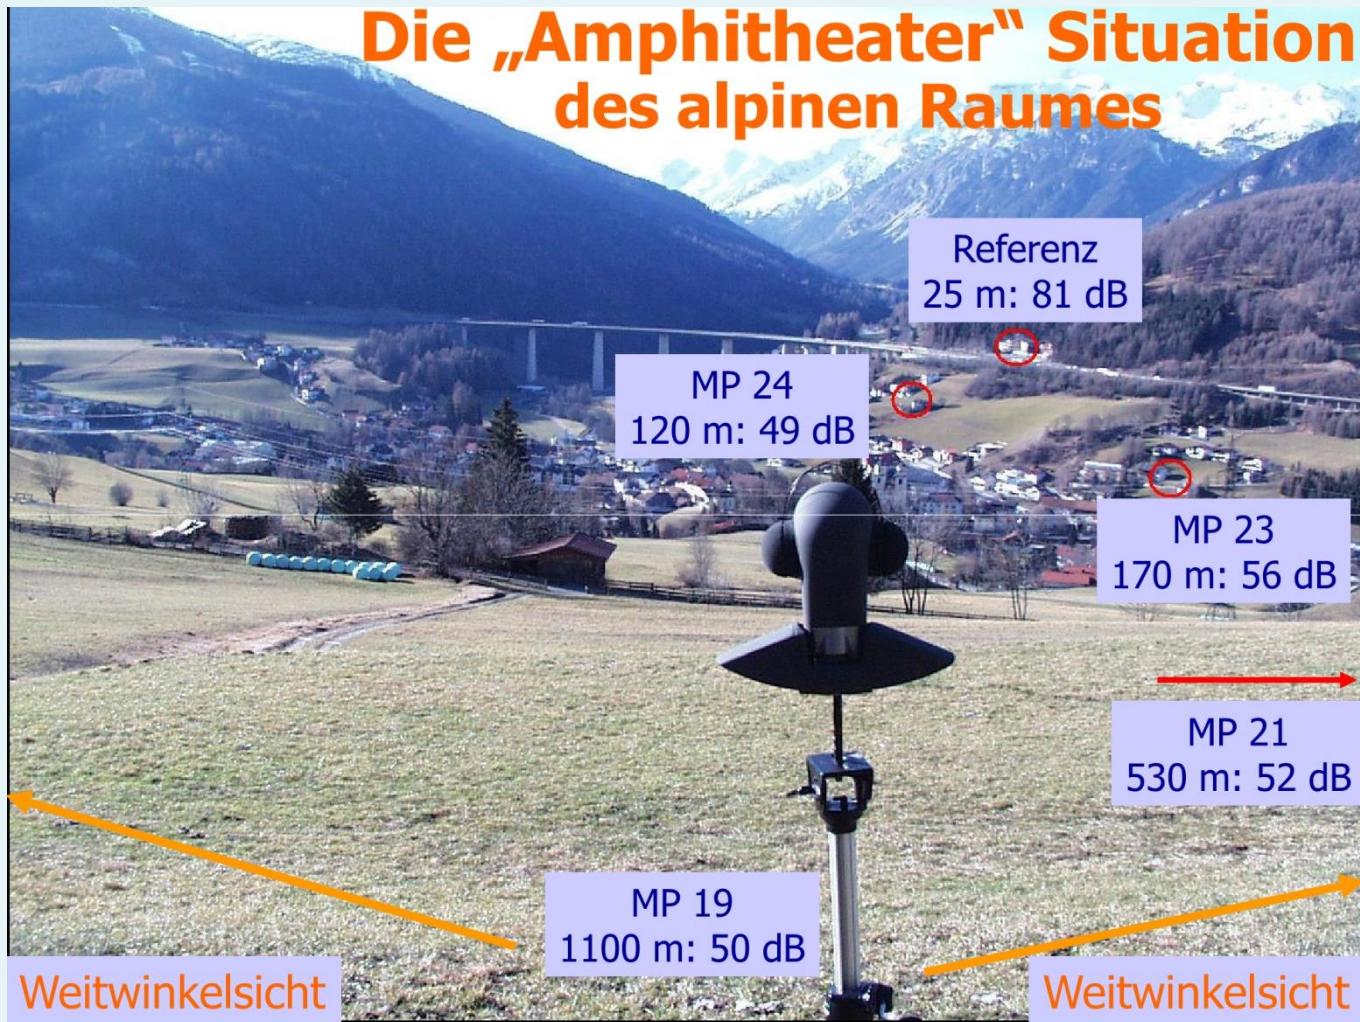 Die „Amphitheater“ Situation
des alpinen Raumes
Referenz
25 m: 81 dB
MP 24
120 m: 49 dB
MP 23
170 m: 56 dB
MP 21
530 m: 52 dB
MP 19
1100 m: 50 dB
Weitwinkelsicht
Weitwinkelsicht